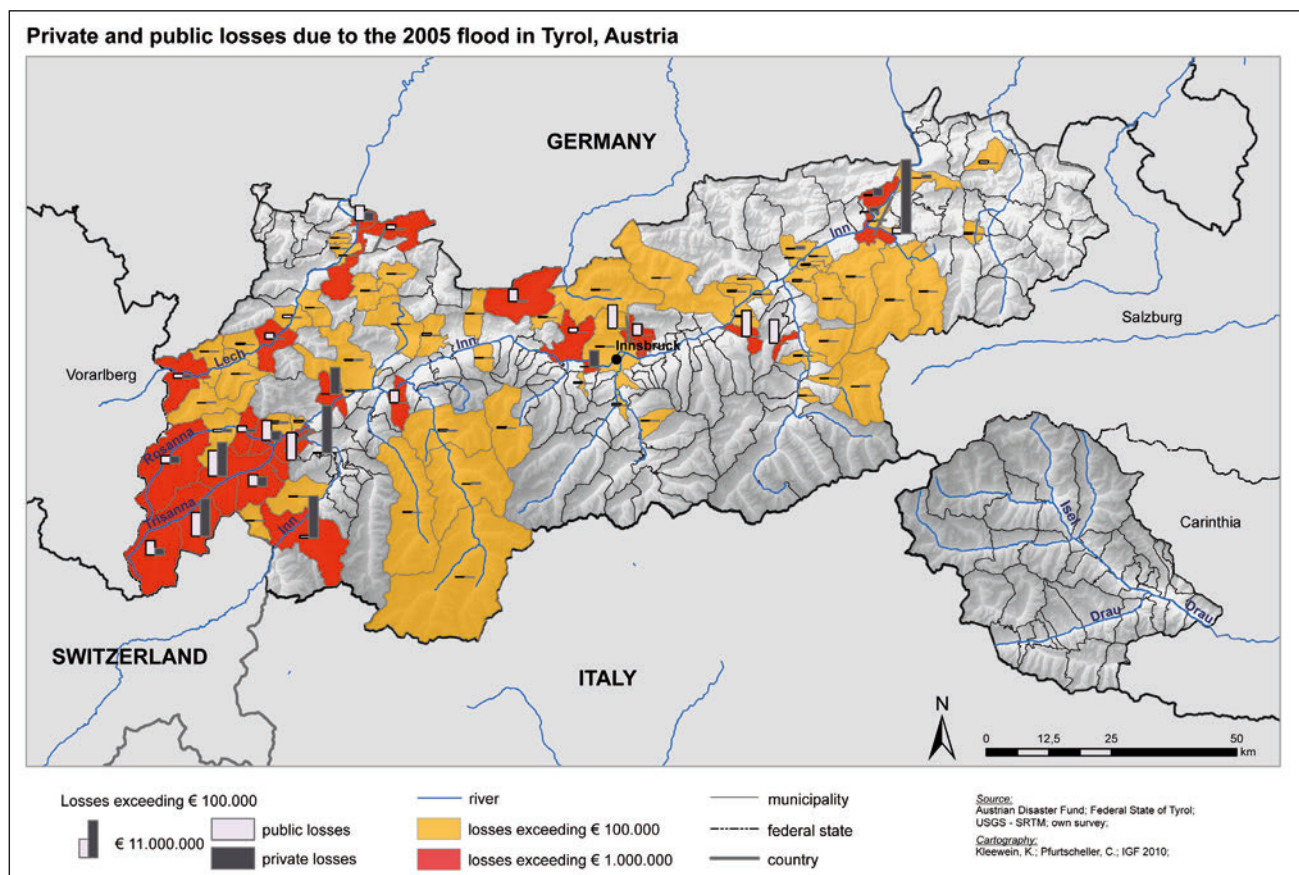 Private and public losses due to the 2005 flood in Tyrol, Austria
GERMANY
Inn
Salzburg
Inn
Innsbruck
Lech
Vorarlberg
Rosanna
Trisanna
Inn
Isel
Carinthia
Drau
Drau
SWITZERLAND
ITALY
N
0 12,5 25 50
km
Losses exceeding € 100.000
€ 11.000.000
public losses
private losses
river
losses exceeding € 100.000
losses exceeding € 1.000.000
municipality
federal state
country
Source:
Austrian Disaster Fund; Federal State of Tyrol;
USGS - SRTM; own survey;
Cartography:
Kleewein, K.; Pfurtscheller, C.; IGF 2010;